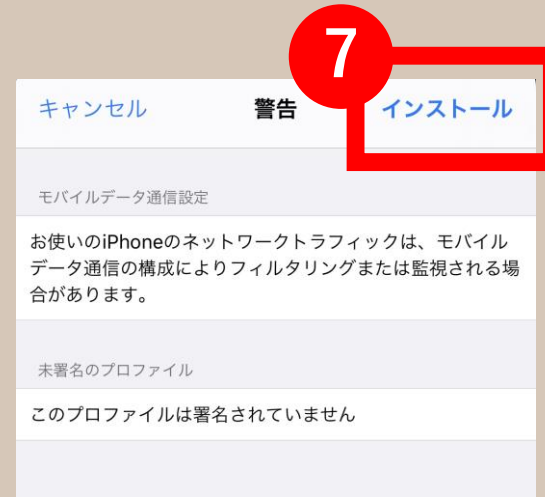 7
キャンセル 警告 インストール
モバイルデータ通信設定
お使いのiPhoneのネットワークトラフィックは、モバイル
データ通信の構成によりフィルタリングまたは監視される場
合があります。
未署名のプロファイル
このプロファイルは署名されていません